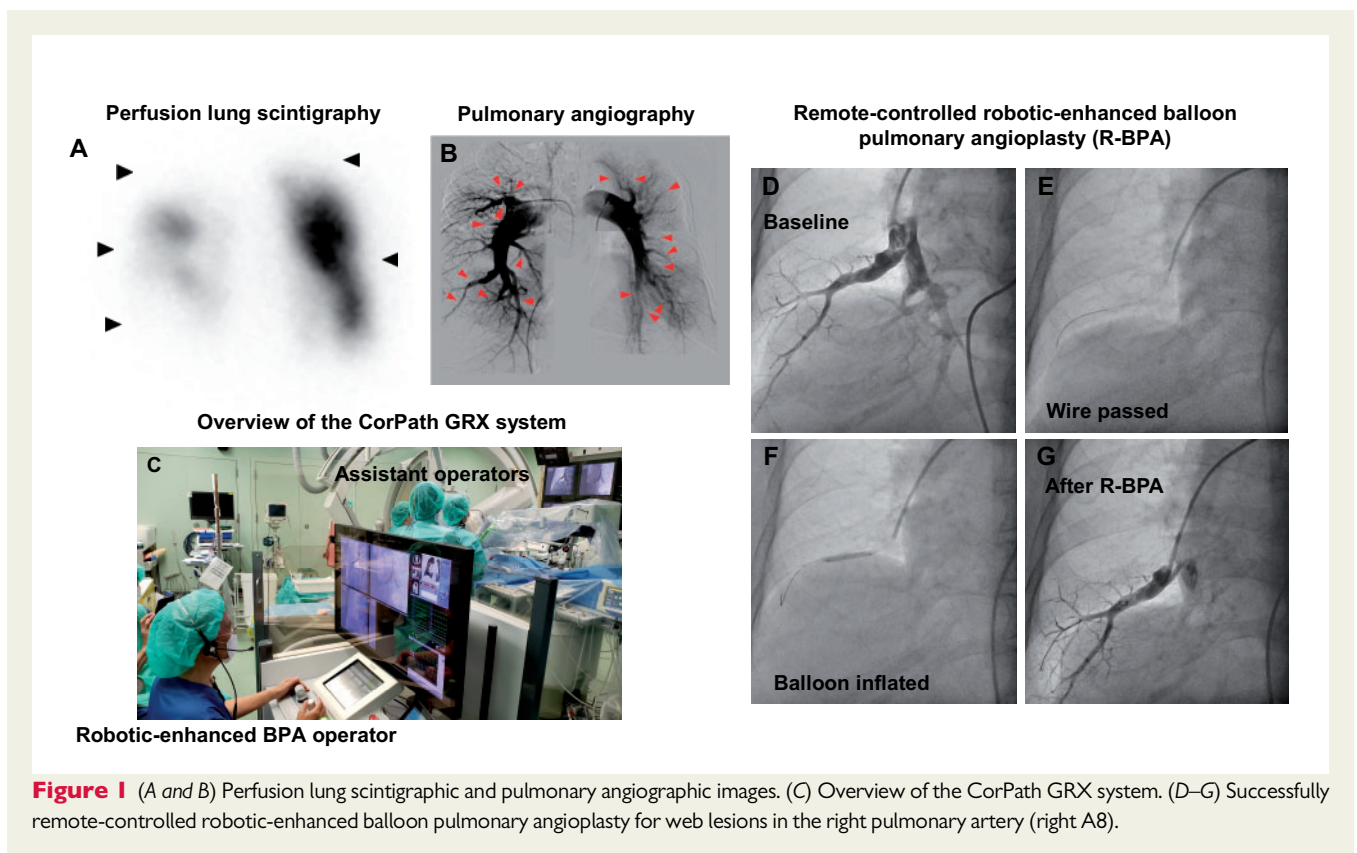 Perfusion lung scintigraphy
A
Pulmonary angiography
B
Overview of the CorPath GRX system
C
Assistant operators
Robotic-enhanced BPA operator
Remote-controlled robotic-enhanced balloon
pulmonary angioplasty (R-BPA)
D
Baseline
E
Wire passed
F
Balloon inflated
G
After R-BPA
Figure 1 (A and B) Perfusion lung scintigraphic and pulmonary angiographic images. (C) Overview of the CorPath GRX system. (D–G) Successfully
remote-controlled robotic-enhanced balloon pulmonary angioplasty for web lesions in the right pulmonary artery (right A8).